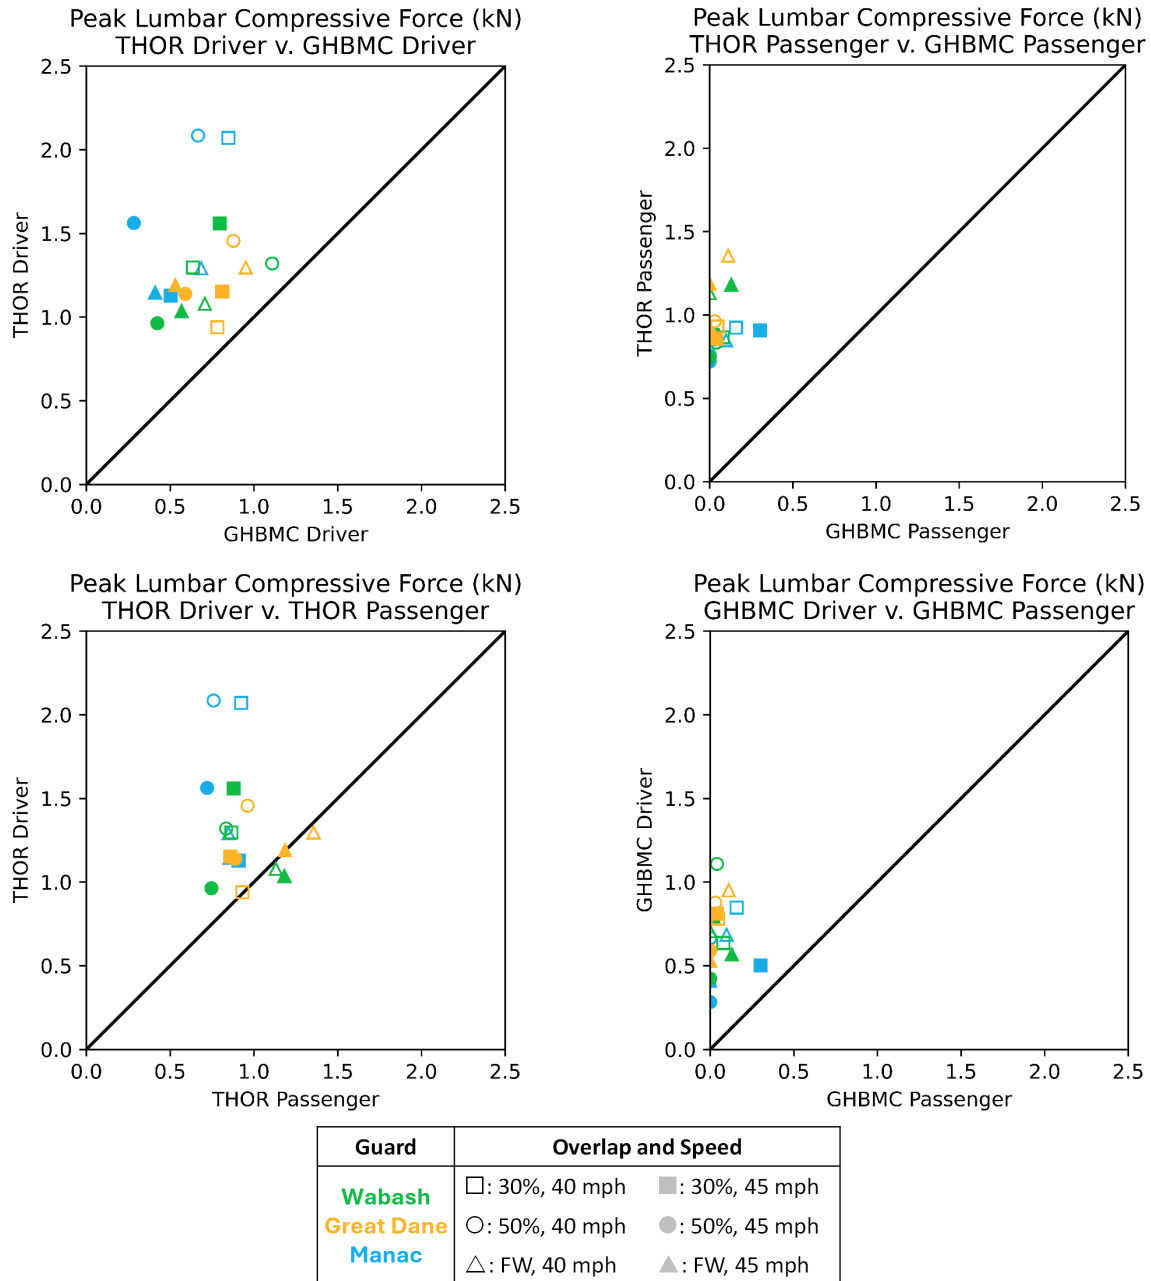 Peak Lumbar Compressive Force (kN)
THOR Driver v. GHBMC Driver
2.5
2.0
1.5
1.0
0.5
0.0
THOR Driver
0.0 0.5 1.0 1.5 2.0 2.5
GHBMC Driver
Peak Lumbar Compressive Force (kN)
THOR Passenger v. GHBMC Passenger
2.5
2.0
1.5
1.0
0.5
0.0
THOR Passenger
0.0 0.5 1.0 1.5 2.0 2.5
GHBMC Passenger
Peak Lumbar Compressive Force (kN)
THOR Driver v. THOR Passenger
2.5
2.0
1.5
1.0
0.5
0.0
THOR Driver
0.0 0.5 1.0 1.5 2.0 2.5
THOR Passenger
Peak Lumbar Compressive Force (kN)
GHBMC Driver v. GHBMC Passenger
2.5
2.0
1.5
1.0
0.5
0.0
GHBMC Driver
0.0 0.5 1.0 1.5 2.0 2.5
GHBMC Passenger
Guard
Overlap and Speed
Wabash
Great Dane
Manac
: 30%, 40 mph : 30%, 45 mph
: 50%, 40 mph : 50%, 45 mph
: FW, 40 mph : FW, 45 mph